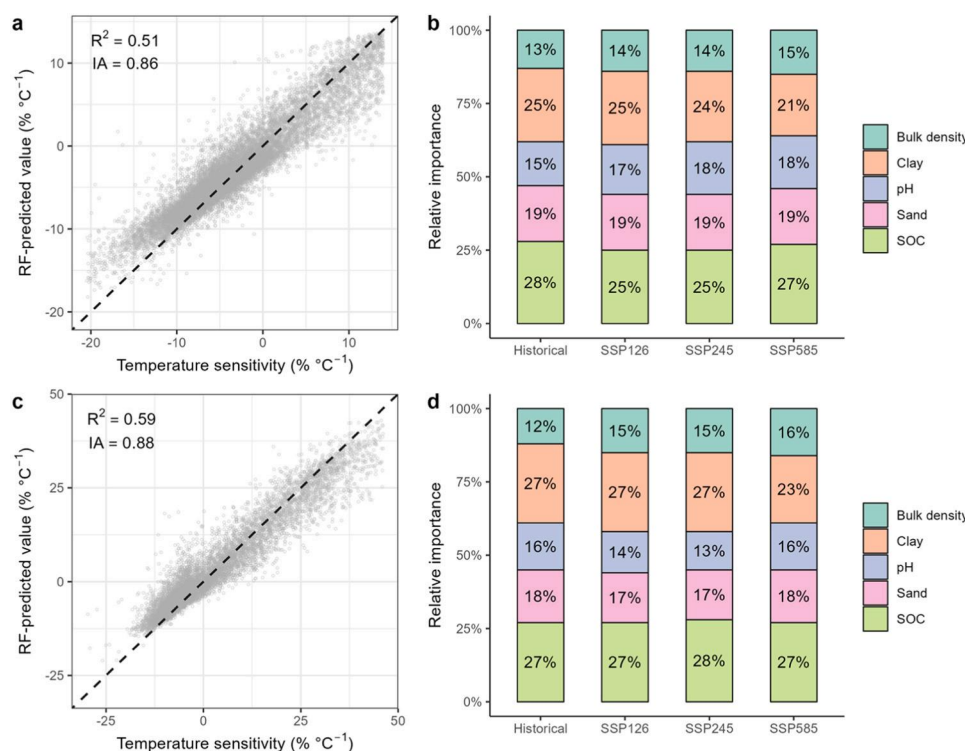 a
R² = 0.51
IA = 0.86
RF-predicted value (% °C⁻¹)
10
0
-10
-20
-20 -10 0 10
Temperature sensitivity (% °C⁻¹)
b
Relative importance
100%
75%
50%
25%
0%
13% 14% 14% 15%
25% 25% 24% 21%
15% 17% 18% 18%
19% 19% 19% 19%
28% 25% 25% 27%
Historical SSP126 SSP245 SSP585
Bulk density
Clay
pH
Sand
SOC
c
R² = 0.59
IA = 0.88
RF-predicted value (% °C⁻¹)
50
25
0
-25
-25 0 25 50
Temperature sensitivity (% °C⁻¹)
d
Relative importance
100%
75%
50%
25%
0%
12% 15% 15% 16%
27% 27% 27% 23%
16% 14% 13% 16%
18% 17% 17% 18%
27% 27% 28% 27%
Historical SSP126 SSP245 SSP585
Bulk density
Clay
pH
Sand
SOC